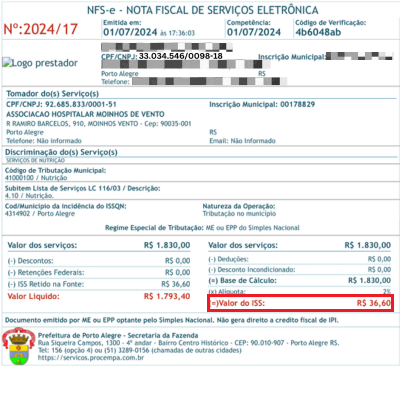 NFS-e - NOTA FISCAL DE SERVIÇOS ELETRÔNICA
Nº:2024/17
Emitida em: Competência: Código de Verificação:
01/07/2024 às 17:36:03 01/07/2024 4b6048ab
Logo prestador
CPF/CNPJ: 33.034.546/0098-18 Inscrição Municipal:
Porto Alegre RS
Telefone:
Tomador do(s) Serviço(s)
CPF/CNPJ: 92.685.833/0001-51 Inscrição Municipal: 00178829
ASSOCIACAO HOSPITALAR MOINHOS DE VENTO
R RAMIRO BARCELOS, 910, MOINHOS VENTO - Cep: 90035-001
Porto Alegre RS
Telefone: Não informado Email: Não Informado
Discriminação do(s) Serviço(s)
SERVIÇOS DE NUTRIÇÃO
Código de Tributação Municipal:
41000100 / Nutrição
Subitem Lista de Serviços LC 116/03 / Descrição:
4.10 / Nutrição.
Cod/Município da incidência do ISSQN: Natureza da Operação:
4314902 / Porto Alegre Tributação no município
Regime Especial de Tributação: ME ou EPP do Simples Nacional
Valor dos serviços: R$ 1.830,00 Valor dos serviços: R$ 1.830,00
(-) Descontos: R$ 0,00 (-) Deduções: R$ 0,00
(-) Retenções Federais: R$ 0,00 (-) Desconto Incondicionado: R$ 0,00
(-) ISS Retido na Fonte: R$ 36,60 (=) Base de Cálculo: R$ 1.830,00
Valor Líquido: R$ 1.793,40 (x) Alíquota: 2%
(=)Valor do ISS: R$ 36,60
Documento emitido por ME ou EPP optante pelo Simples Nacional. Não gera direito a credito fiscal de IPI.
Prefeitura de Porto Alegre - Secretaria da Fazenda
Rua Siqueira Campos, 1300 - 4º andar - Bairro Centro Histórico - CEP: 90.010-907 - Porto Alegre RS.
Tel: 156 (opção 4) ou (51) 3289-0156 (chamadas de outras cidades)
https://servicos.procempa.com.br